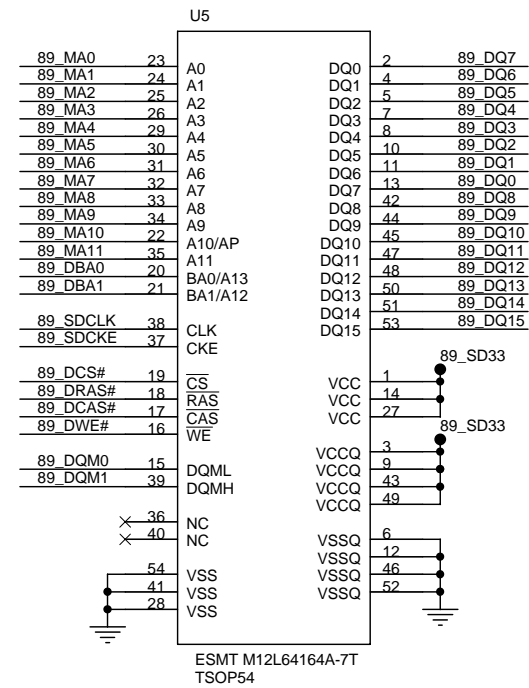 U5
89_MA0 23 A0
89_MA1 24 A1
89_MA2 25 A2
89_MA3 26 A3
89_MA4 29 A4
89_MA5 30 A5
89_MA6 31 A6
89_MA7 32 A7
89_MA8 33 A8
89_MA9 34 A9
89_MA10 22 A10/AP
89_MA11 35 A11
89_DBA0 20 BA0/A13
89_DBA1 21 BA1/A12
89_SDCLK 38 CLK
89_SDCKE 37 CKE
89_DCS# 19 CS
89_DRAS# 18 RAS
89_DCAS# 17 CAS
89_DWE# 16 WE
89_DQM0 15 DQML
89_DQM1 39 DQMH
36 NC
40 NC
54 VSS
41 VSS
28 VSS
DQ0 2 89_DQ7
DQ1 4 89_DQ6
DQ2 5 89_DQ5
DQ3 7 89_DQ4
DQ4 8 89_DQ3
DQ5 10 89_DQ2
DQ6 11 89_DQ1
DQ7 13 89_DQ0
DQ8 42 89_DQ8
DQ9 44 89_DQ9
DQ10 45 89_DQ10
DQ11 47 89_DQ11
DQ12 48 89_DQ12
DQ13 50 89_DQ13
DQ14 51 89_DQ14
DQ15 53 89_DQ15
89_SD33
VCC 1
VCC 14
VCC 27
89_SD33
VCCQ 3
VCCQ 9
VCCQ 43
VCCQ 49
VSSQ 6
VSSQ 12
VSSQ 46
VSSQ 52
ESMT M12L64164A-7T
TSOP54